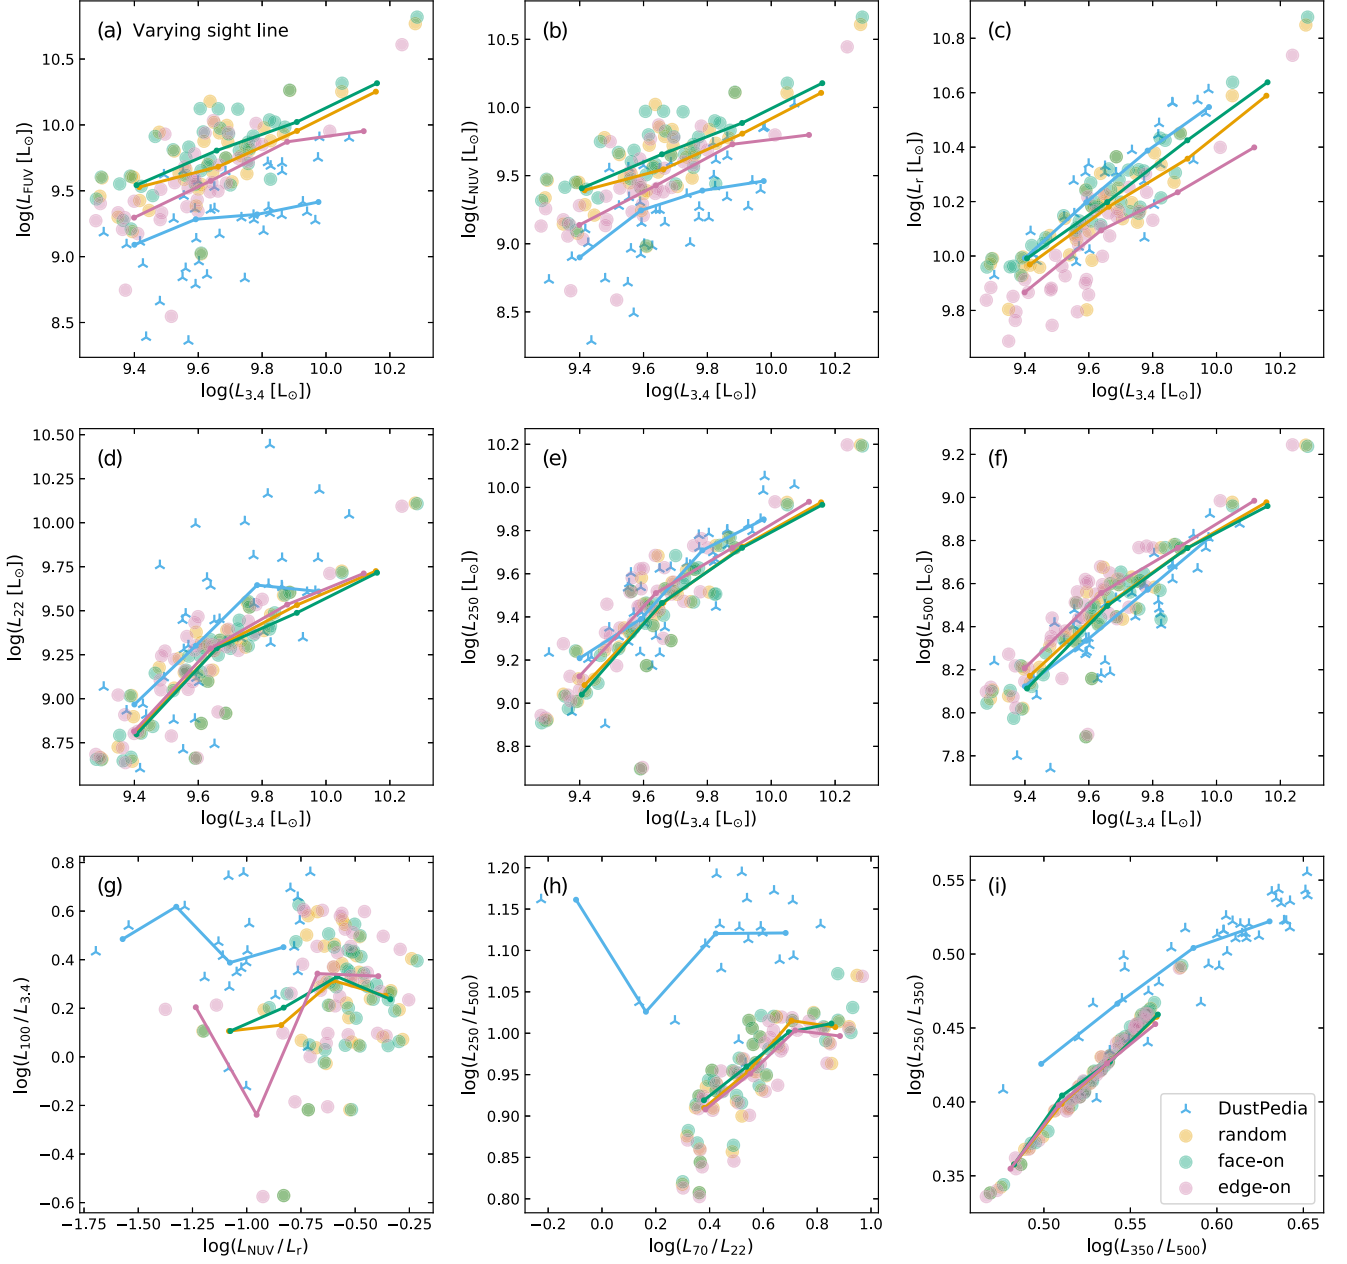 (a) Varying sight line
10.5
10.0
9.5
9.0
8.5
log(L_FUV [L⊙])
9.4 9.6 9.8 10.0 10.2
log(L_3.4 [L⊙])
(b)
10.5
10.0
9.5
9.0
8.5
log(L_NUV [L⊙])
9.4 9.6 9.8 10.0 10.2
log(L_3.4 [L⊙])
(c)
10.8
10.6
10.4
10.2
10.0
9.8
log(L_r [L⊙])
9.4 9.6 9.8 10.0 10.2
log(L_3.4 [L⊙])
(d)
10.50
10.25
10.00
9.75
9.50
9.25
9.00
8.75
log(L_22 [L⊙])
9.4 9.6 9.8 10.0 10.2
log(L_3.4 [L⊙])
(e)
10.2
10.0
9.8
9.6
9.4
9.2
9.0
8.8
log(L_250 [L⊙])
9.4 9.6 9.8 10.0 10.2
log(L_3.4 [L⊙])
(f)
9.2
9.0
8.8
8.6
8.4
8.2
8.0
7.8
log(L_500 [L⊙])
9.4 9.6 9.8 10.0 10.2
log(L_3.4 [L⊙])
(g)
0.8
0.6
0.4
0.2
0.0
−0.2
−0.4
−0.6
log(L_100 / L_3.4)
−1.75 −1.50 −1.25 −1.00 −0.75 −0.50 −0.25
log(L_NUV / L_r)
(h)
1.20
1.15
1.10
1.05
1.00
0.95
0.90
0.85
0.80
log(L_250 / L_500)
−0.2 0.0 0.2 0.4 0.6 0.8 1.0
log(L_70 / L_22)
(i)
0.55
0.50
0.45
0.40
0.35
log(L_250 / L_350)
0.50 0.55 0.60 0.65
log(L_350 / L_500)
DustPedia
random
face-on
edge-on